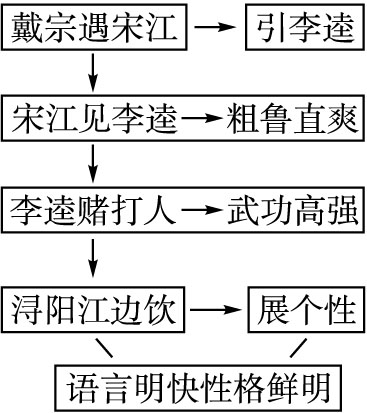 戴宗遇宋江 引李逵
宋江见李逵 粗鲁直爽
李逵赌打人 武功高强
浔阳江边饮 展个性
语言明快性格鲜明